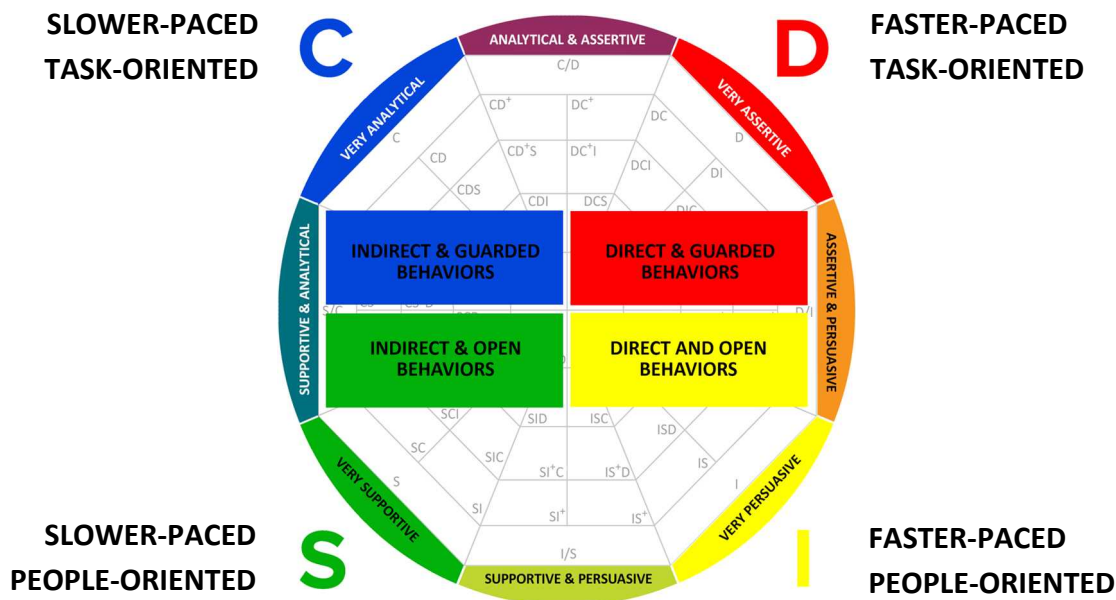 SLOWER-PACED
TASK-ORIENTED
C
ANALYTICAL & ASSERTIVE
D
FASTER-PACED
TASK-ORIENTED
VERY ANALYTICAL
VERY ASSERTIVE
C/D
CD⁺
DC⁺
C
DC
D
CD
CD⁺S
DC⁺I
DCI
DI
CDS
CDI
DCS
DIC
SUPPORTIVE & ANALYTICAL
INDIRECT & GUARDED
BEHAVIORS
DIRECT & GUARDED
BEHAVIORS
ASSERTIVE & PERSUASIVE
S/C
D/I
INDIRECT & OPEN
BEHAVIORS
DIRECT AND OPEN
BEHAVIORS
SCI
SID
ISC
ISD
SC
SIC
SI⁺C
IS⁺D
IS
S
I
SI
SI⁺
IS⁺
VERY SUPPORTIVE
VERY PERSUASIVE
I/S
SLOWER-PACED
PEOPLE-ORIENTED
S
SUPPORTIVE & PERSUASIVE
I
FASTER-PACED
PEOPLE-ORIENTED